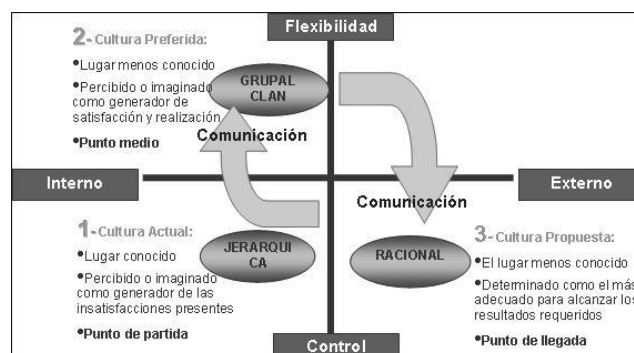 Flexibilidad
2- Cultura Preferida:
•Lugar menos conocido
•Percibido o imaginado
como generador de
satisfacción y realización
•Punto medio
GRUPAL
CLAN
Comunicación
Interno
Externo
Comunicación
1- Cultura Actual:
•Lugar conocido
•Percibido o imaginado
como generador de las
insatisfacciones presentes
•Punto de partida
JERARQUI
CA
RACIONAL
3- Cultura Propuesta:
•El lugar menos conocido
•Determinado como el más
adecuado para alcanzar los
resultados requeridos
•Punto de llegada
Control